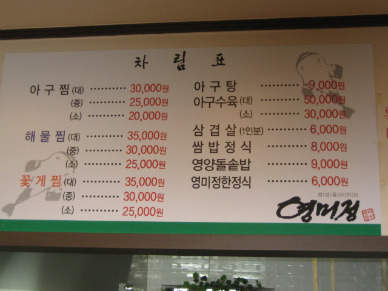 차림표
아구찜 (대) 30,000원
(중) 25,000원
(소) 20,000원
해물찜 (대) 35,000원
(중) 30,000원
(소) 25,000원
꽃게찜 (대) 35,000원
(중) 30,000원
(소) 25,000원
아구탕 9,000원
아구수육 (대) 50,000원
(소) 30,000원
삼겹살 (1인분) 6,000원
쌈밥정식 8,000원
영양돌솥밥 9,000원
영미정한정식 6,000원
영미정